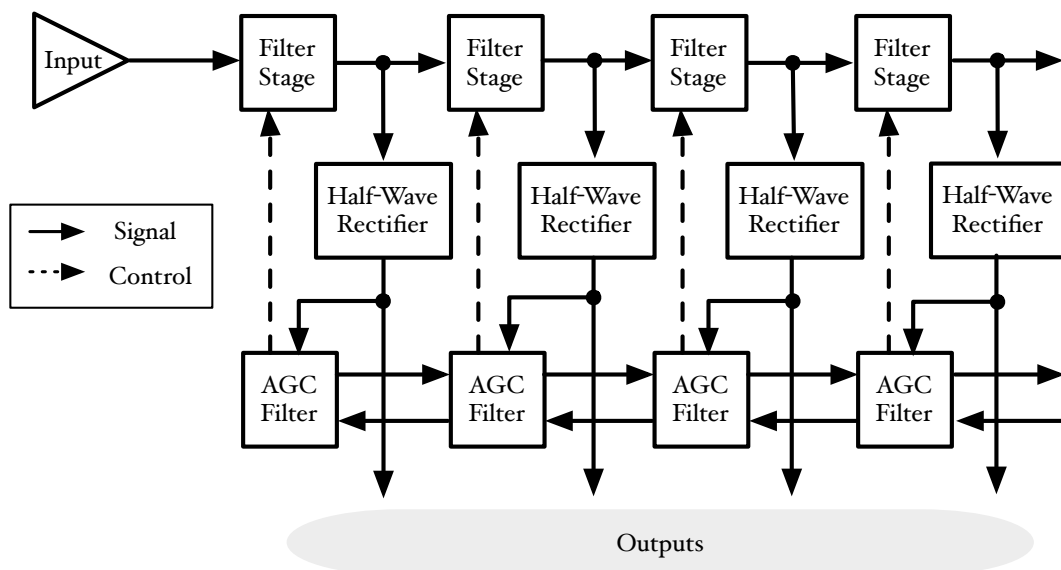 Input
Filter
Stage
Filter
Stage
Filter
Stage
Filter
Stage
Half-Wave
Rectifier
Half-Wave
Rectifier
Half-Wave
Rectifier
Half-Wave
Rectifier
Signal
Control
AGC
Filter
AGC
Filter
AGC
Filter
AGC
Filter
Outputs